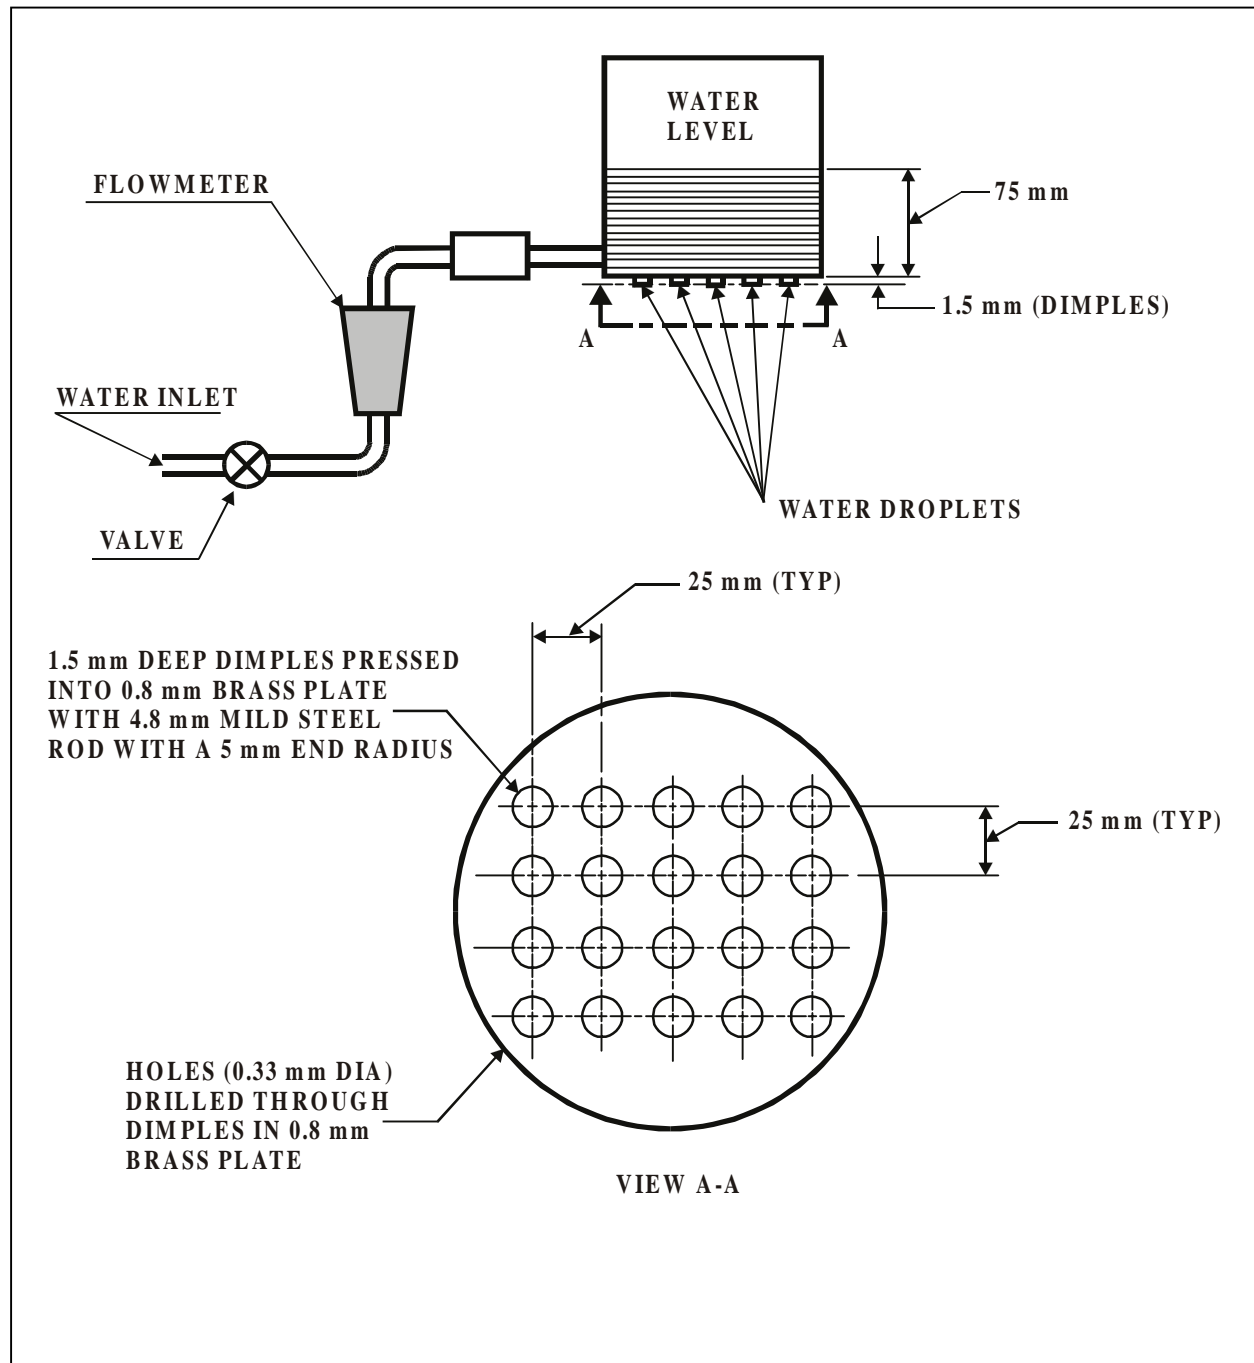 WATER
LEVEL
FLOWMETER
75 mm
1.5 mm (DIMPLES)
A
A
WATER INLET
WATER DROPLETS
VALVE
25 mm (TYP)
1.5 mm DEEP DIMPLES PRESSED
INTO 0.8 mm BRASS PLATE
WITH 4.8 mm MILD STEEL
ROD WITH A 5 mm END RADIUS
25 mm (TYP)
HOLES (0.33 mm DIA)
DRILLED THROUGH
DIMPLES IN 0.8 mm
BRASS PLATE
VIEW A-A